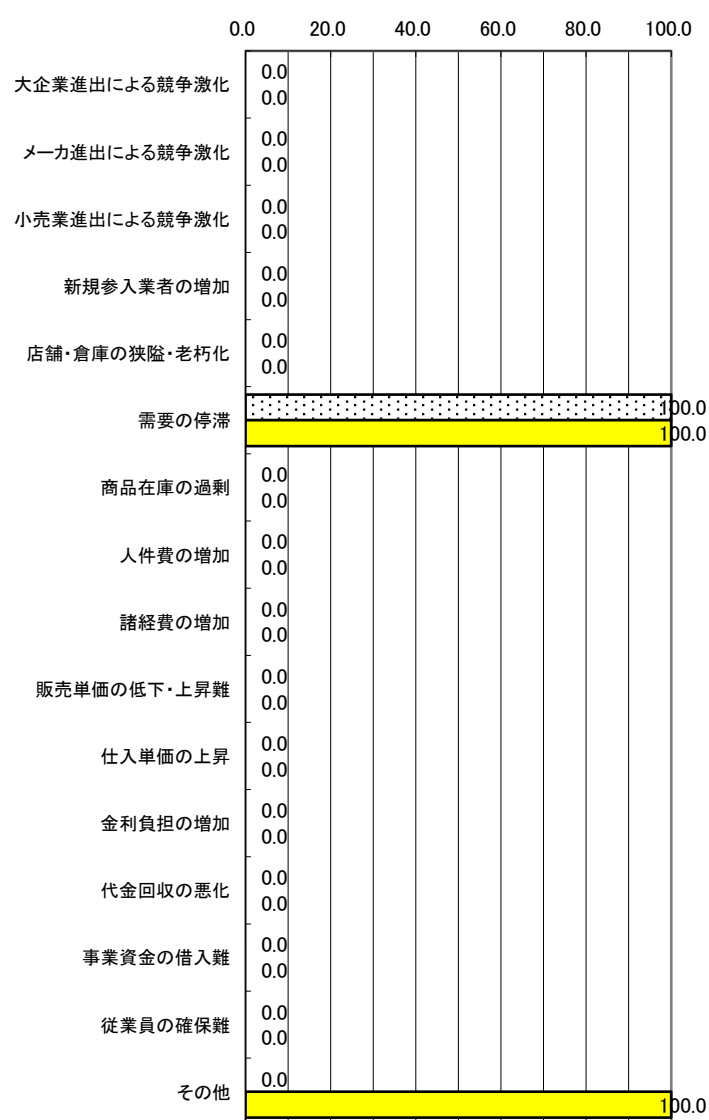 0.0 20.0 40.0 60.0 80.0 100.0
大企業進出による競争激化 0.0
0.0
メーカ進出による競争激化 0.0
0.0
小売業進出による競争激化 0.0
0.0
新規参入業者の増加 0.0
0.0
店舗・倉庫の狭隘・老朽化 0.0
0.0
需要の停滞 100.0
100.0
商品在庫の過剰 0.0
0.0
人件費の増加 0.0
0.0
諸経費の増加 0.0
0.0
販売単価の低下・上昇難 0.0
0.0
仕入単価の上昇 0.0
0.0
金利負担の増加 0.0
0.0
代金回収の悪化 0.0
0.0
事業資金の借入難 0.0
0.0
従業員の確保難 0.0
0.0
その他 0.0
100.0